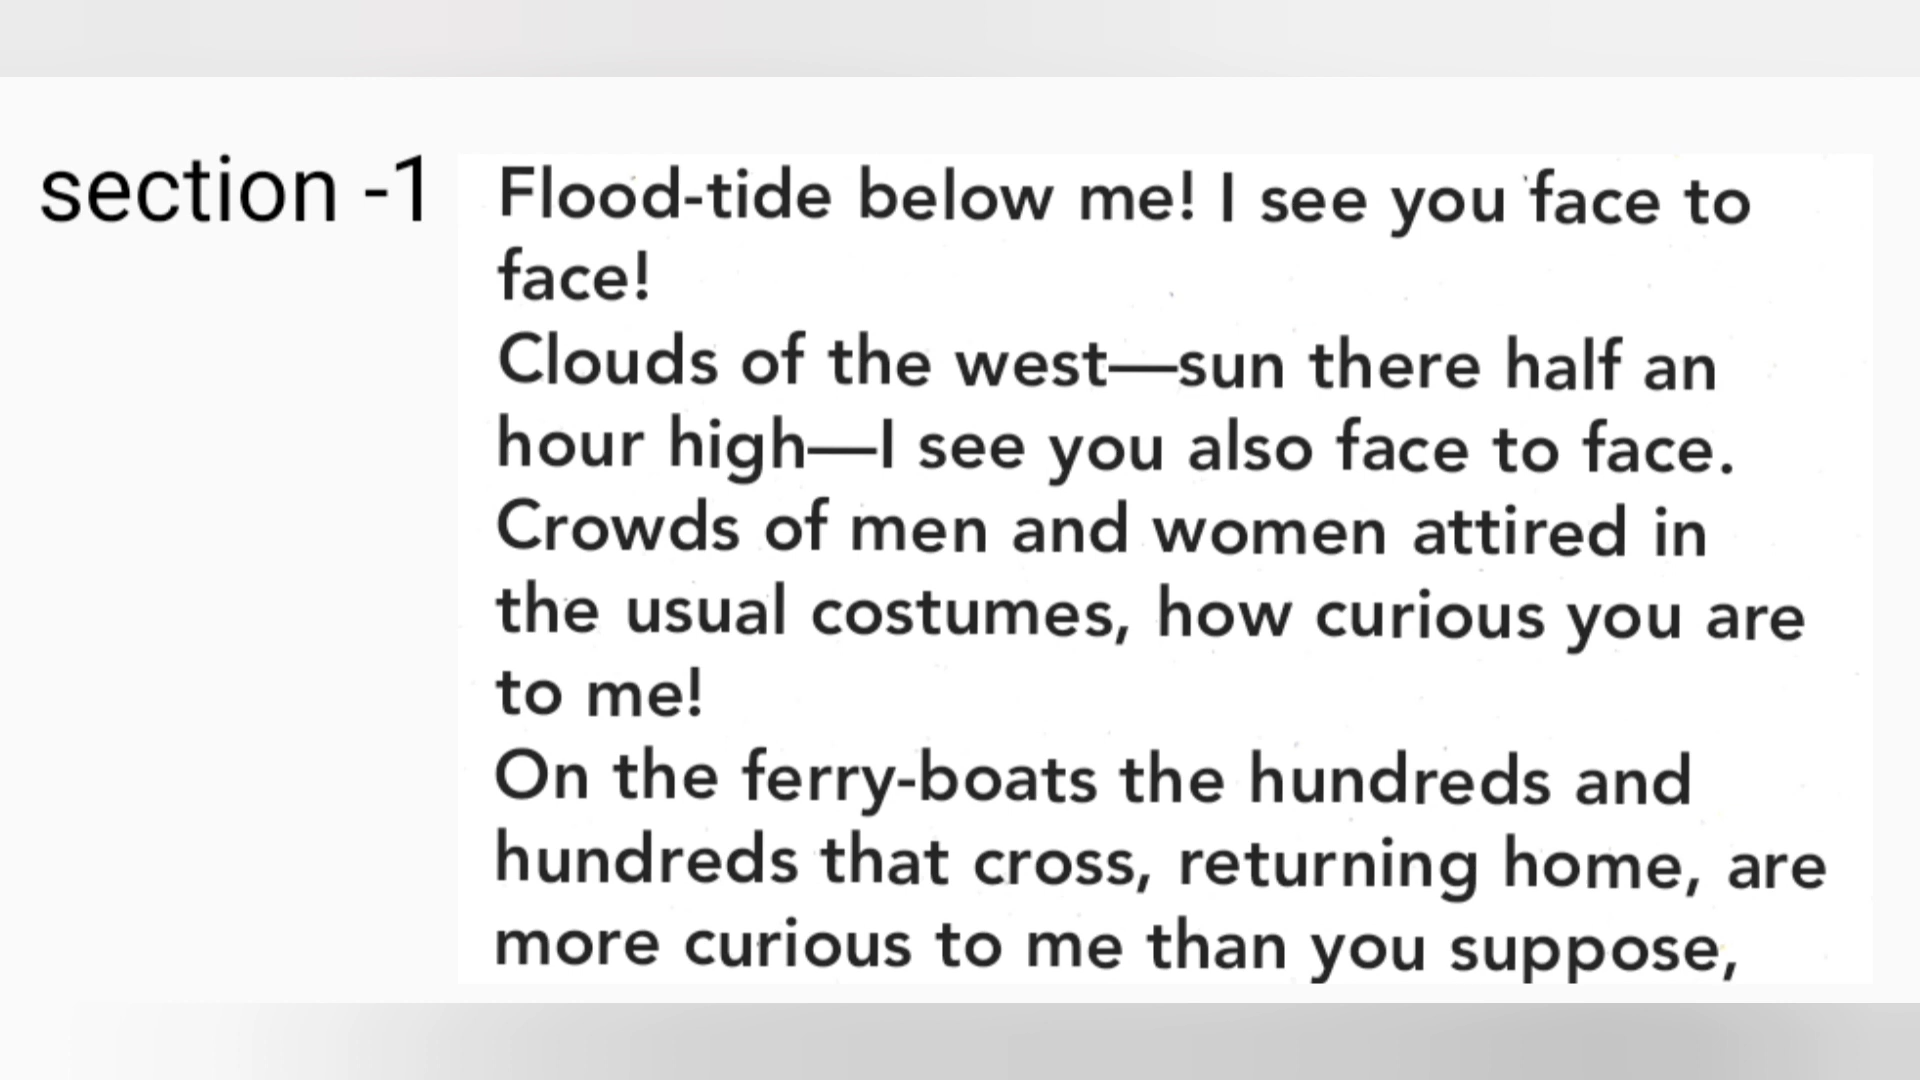 section -1
Flood-tide below me! I see you face to
face!
Clouds of the west—sun there half an
hour high—I see you also face to face.
Crowds of men and women attired in
the usual costumes, how curious you are
to me!
On the ferry-boats the hundreds and
hundreds that cross, returning home, are
more curious to me than you suppose,